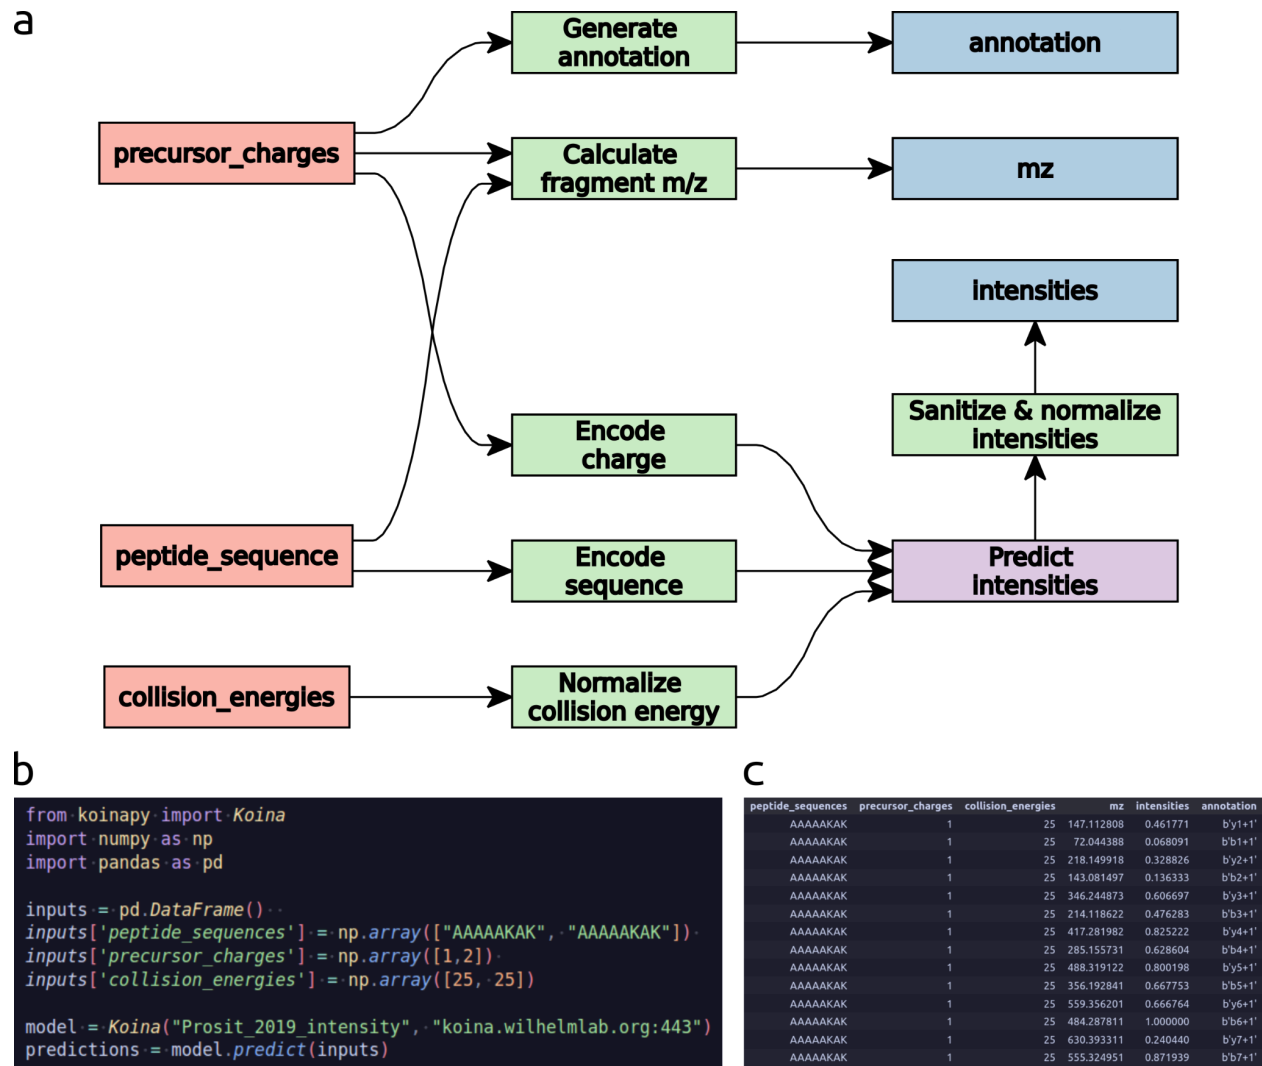 a
Generate
annotation
annotation
precursor_charges
Calculate
fragment m/z
mz
intensities
Encode
charge
Sanitize & normalize
intensities
peptide_sequence
Encode
sequence
Predict
intensities
collision_energies
Normalize
collision energy
b
from koinapy import Koina
import numpy as np
import pandas as pd
inputs = pd.DataFrame()
inputs['peptide_sequences'] = np.array(["AAAAAKAK", "AAAAAKAK"])
inputs['precursor_charges'] = np.array([1,2])
inputs['collision_energies'] = np.array([25, 25])
model = Koina("Prosit_2019_intensity", "koina.wilhelmlab.org:443")
predictions = model.predict(inputs)
c
peptide_sequences precursor_charges collision_energies mz intensities annotation
AAAAAKAK 1 25 147.112808 0.461771 b'y1+1'
AAAAAKAK 1 25 72.044388 0.068091 b'b1+1'
AAAAAKAK 1 25 218.149918 0.328826 b'y2+1'
AAAAAKAK 1 25 143.081497 0.136333 b'b2+1'
AAAAAKAK 1 25 346.244873 0.606697 b'y3+1'
AAAAAKAK 1 25 214.118622 0.476283 b'b3+1'
AAAAAKAK 1 25 417.281982 0.825222 b'y4+1'
AAAAAKAK 1 25 285.155731 0.628604 b'b4+1'
AAAAAKAK 1 25 488.319122 0.800198 b'y5+1'
AAAAAKAK 1 25 356.192841 0.667753 b'b5+1'
AAAAAKAK 1 25 559.356201 0.666764 b'y6+1'
AAAAAKAK 1 25 484.287811 1.000000 b'b6+1'
AAAAAKAK 1 25 630.393311 0.240440 b'y7+1'
AAAAAKAK 1 25 555.324951 0.871939 b'b7+1'